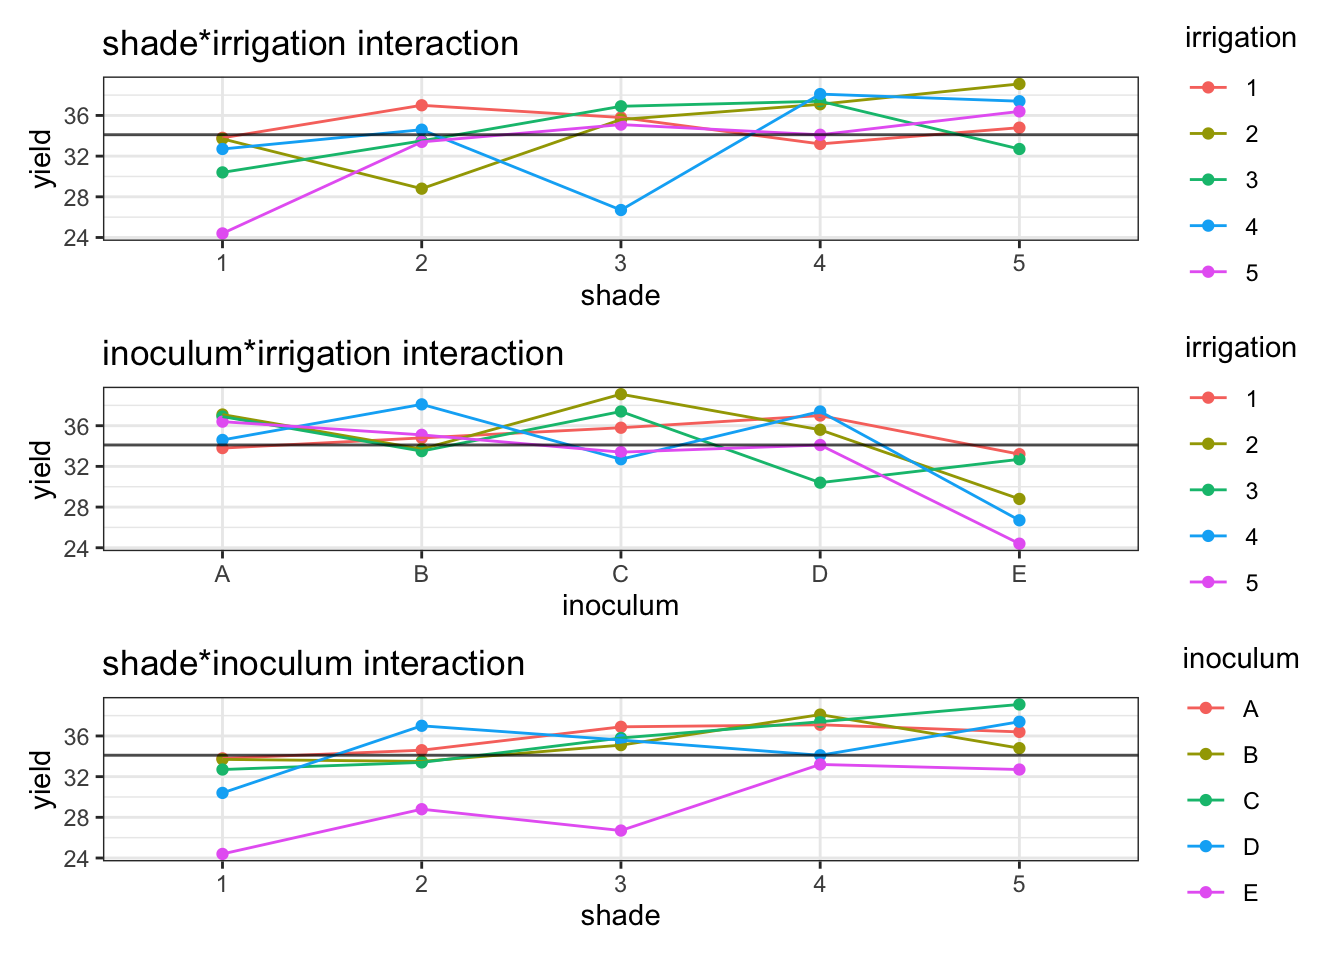 shade*irrigation interaction
yield
36
32
28
24
1 2 3 4 5
shade
irrigation
1
2
3
4
5
inoculum*irrigation interaction
yield
36
32
28
24
A B C D E
inoculum
irrigation
1
2
3
4
5
shade*inoculum interaction
yield
36
32
28
24
1 2 3 4 5
shade
inoculum
A
B
C
D
E